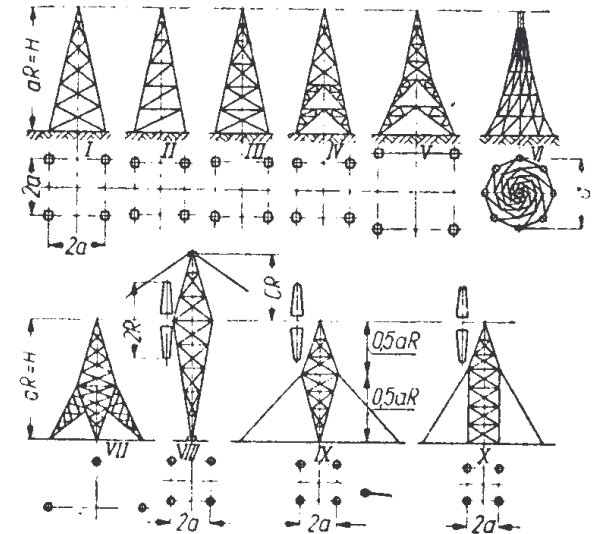 aR=H
I II III IV V VI
2a
d
2a
CR
2R
0,5aR
aR=H
0,5aR
VII VIII IX X
2a 2a 2a